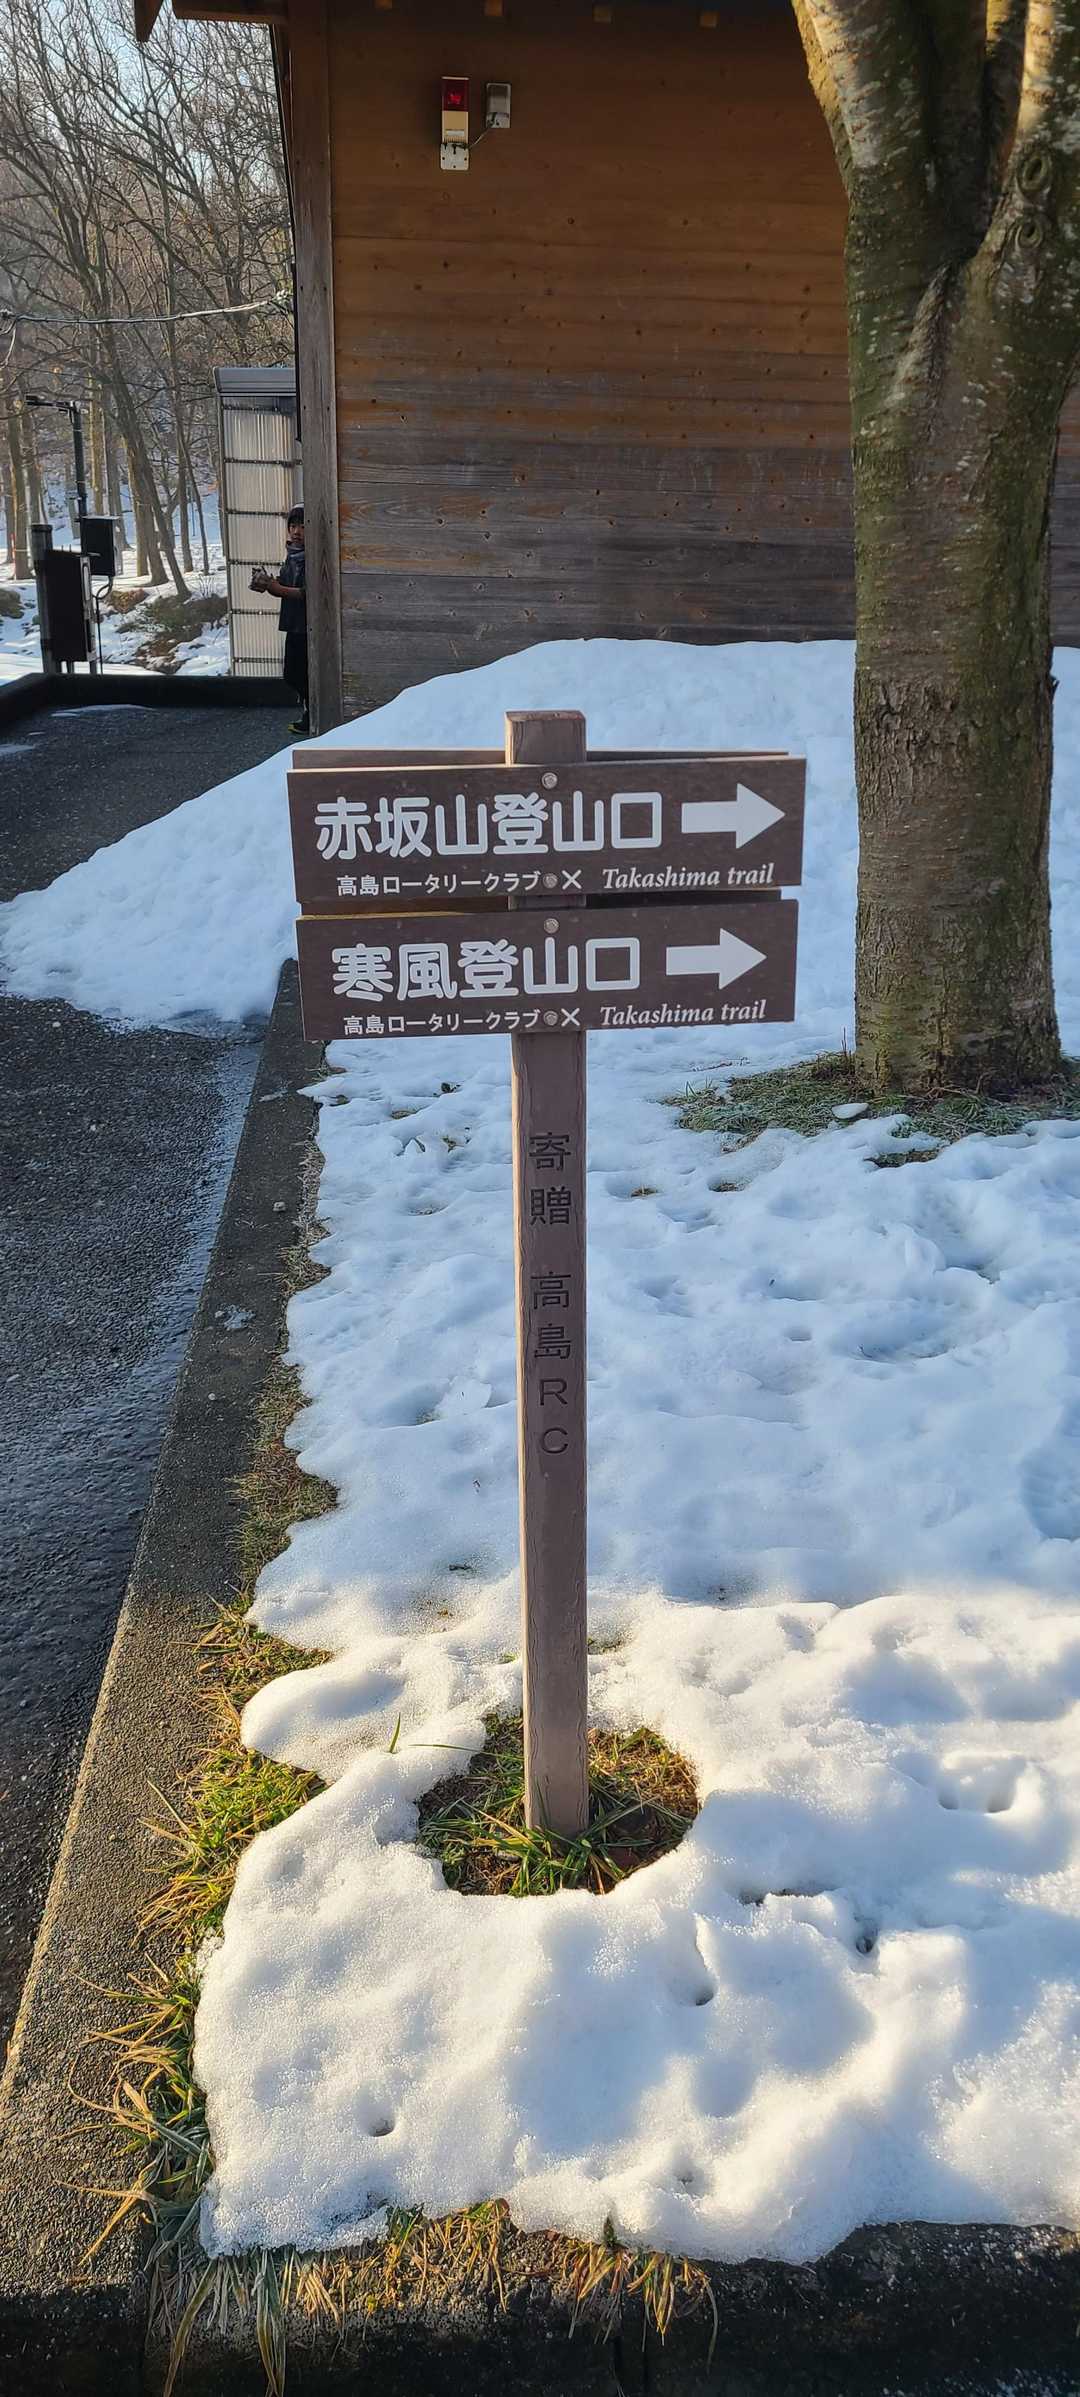 赤坂山登山口 →
高島ロータリークラブ × Takashima trail
寒風登山口 →
高島ロータリークラブ × Takashima trail
寄贈 高島RC